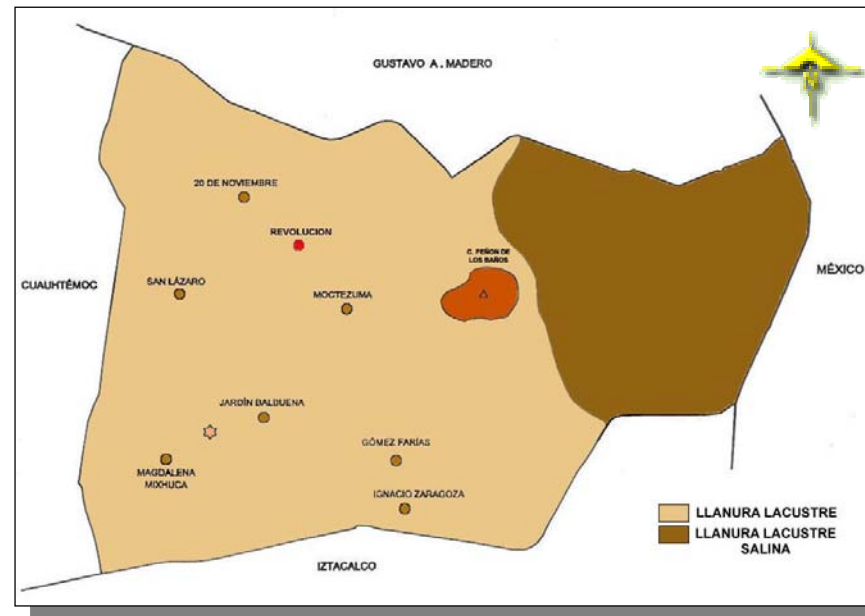 GUSTAVO A. MADERO
N
20 DE NOVIEMBRE
REVOLUCION
C. PEÑON DE
LOS BAÑOS
CUAUHTÉMOC
SAN LÁZARO
MOCTEZUMA
MÉXICO
JARDÍN BALBUENA
GÓMEZ FARÍAS
MAGDALENA
MIXHUCA
IGNACIO ZARAGOZA
LLANURA LACUSTRE
LLANURA LACUSTRE
SALINA
IZTACALCO